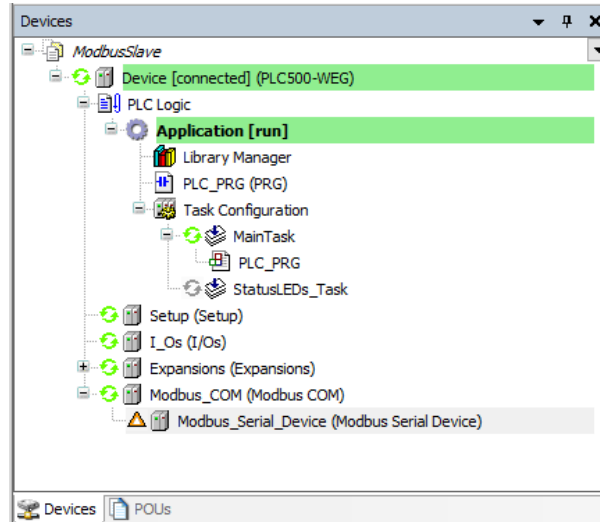 Devices
ModbusSlave
Device [connected] (PLC500-WEG)
PLC Logic
Application [run]
Library Manager
PLC_PRG (PRG)
Task Configuration
MainTask
PLC_PRG
StatusLEDs_Task
Setup (Setup)
I_Os (I/Os)
Expansions (Expansions)
Modbus_COM (Modbus COM)
Modbus_Serial_Device (Modbus Serial Device)
Devices POUs